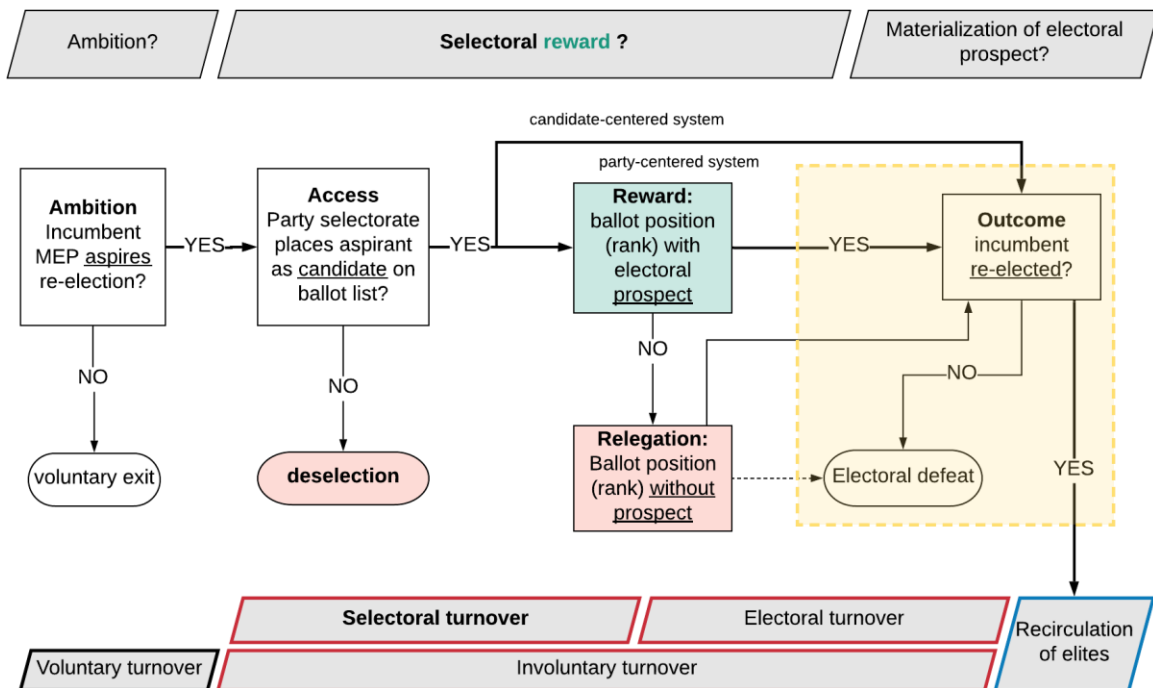 Ambition?
Selectoral reward ?
Materialization of electoral
prospect?
candidate-centered system
party-centered system
Ambition
Incumbent
MEP aspires
re-election?
YES
Access
Party selectorate
places aspirant
as candidate on
ballot list?
YES
Reward:
ballot position
(rank) with
electoral
prospect
YES
Outcome
incumbent
re-elected?
NO
NO
NO
NO
voluntary exit
deselection
Relegation:
Ballot position
(rank) without
prospect
Electoral defeat
YES
Selectoral turnover
Electoral turnover
Recirculation
of elites
Voluntary turnover
Involuntary turnover